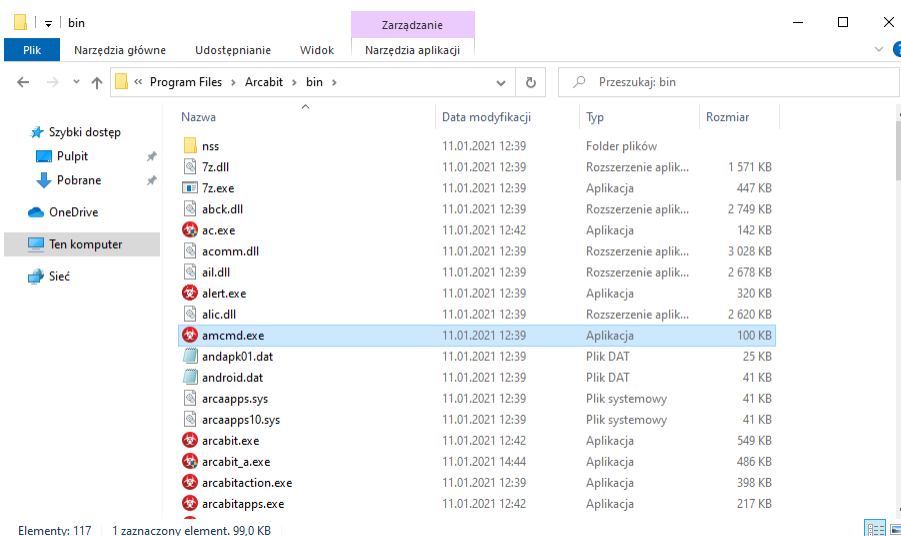 bin
Zarządzanie
Plik
Narzędzia główne
Udostępnianie
Widok
Narzędzia aplikacji
« Program Files > Arcabit > bin >
Przeszukaj: bin
Szybki dostęp
Pulpit
Pobrane
OneDrive
Ten komputer
Sieć
Nazwa Data modyfikacji Typ Rozmiar
nss 11.01.2021 12:39 Folder plików
7z.dll 11.01.2021 12:39 Rozszerzenie aplik... 1 571 KB
7z.exe 11.01.2021 12:39 Aplikacja 447 KB
abck.dll 11.01.2021 12:39 Rozszerzenie aplik... 2 749 KB
ac.exe 11.01.2021 12:42 Aplikacja 142 KB
acomm.dll 11.01.2021 12:39 Rozszerzenie aplik... 3 028 KB
ail.dll 11.01.2021 12:39 Rozszerzenie aplik... 2 678 KB
alert.exe 11.01.2021 12:39 Aplikacja 320 KB
alic.dll 11.01.2021 12:39 Rozszerzenie aplik... 2 620 KB
amcmd.exe 11.01.2021 12:39 Aplikacja 100 KB
andapk01.dat 11.01.2021 12:39 Plik DAT 25 KB
android.dat 11.01.2021 12:39 Plik DAT 41 KB
arcaapps.sys 11.01.2021 12:39 Plik systemowy 41 KB
arcaapps10.sys 11.01.2021 12:39 Plik systemowy 41 KB
arcabit.exe 11.01.2021 12:42 Aplikacja 549 KB
arcabit_a.exe 11.01.2021 14:44 Aplikacja 486 KB
arcabitaction.exe 11.01.2021 12:39 Aplikacja 398 KB
arcabitapps.exe 11.01.2021 12:42 Aplikacja 217 KB
Elementy: 117 1 zaznaczony element. 99,0 KB